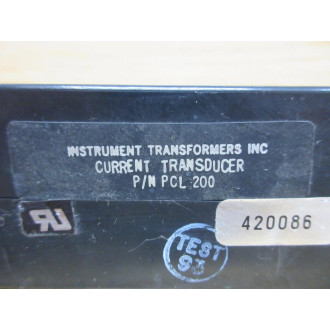 INSTRUMENT TRANSFORMERS INC
CURRENT TRANSDUCER
P/N PCL 200
420086
TEST
93